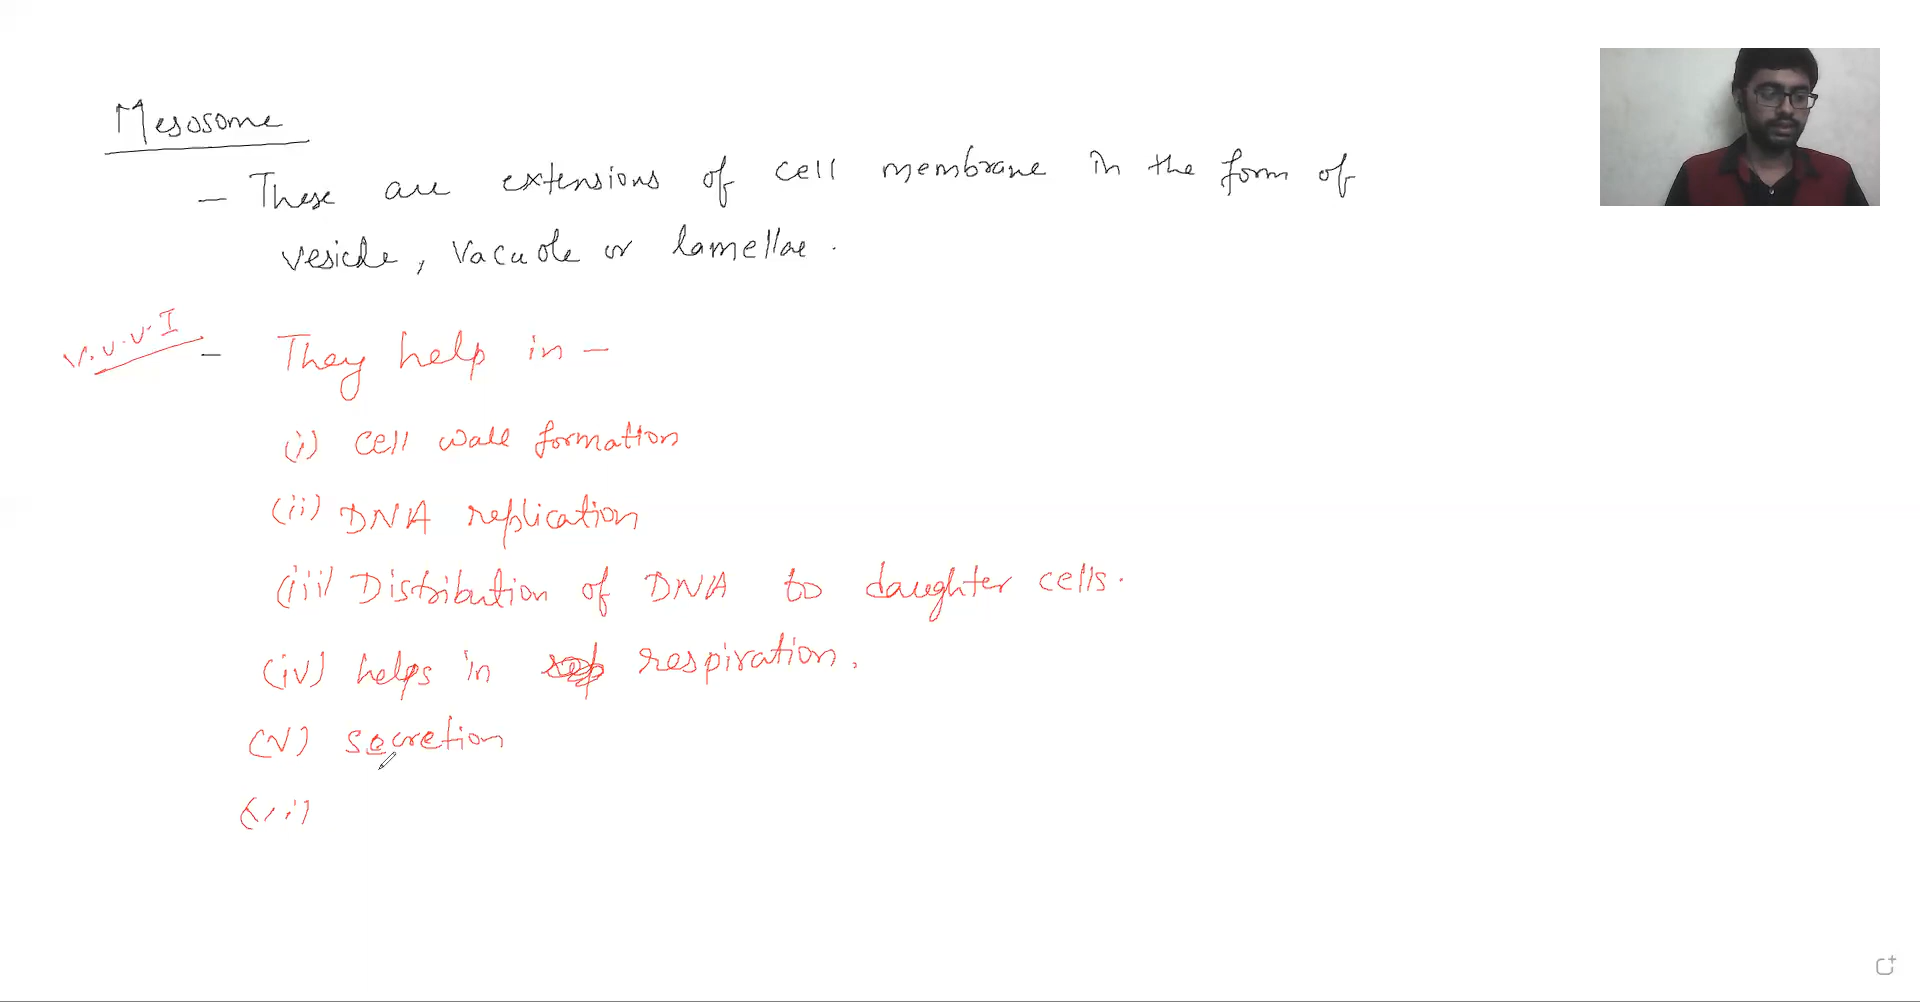 Mesosome
- These are extensions of cell membrane in the form of
vesicle, vacuole or lamellae.
v.v.v.I - They help in -
(i) cell wall formation
(ii) DNA replication
(iii) Distribution of DNA to daughter cells.
(iv) helps in respiration.
(v) secretion
(vi)